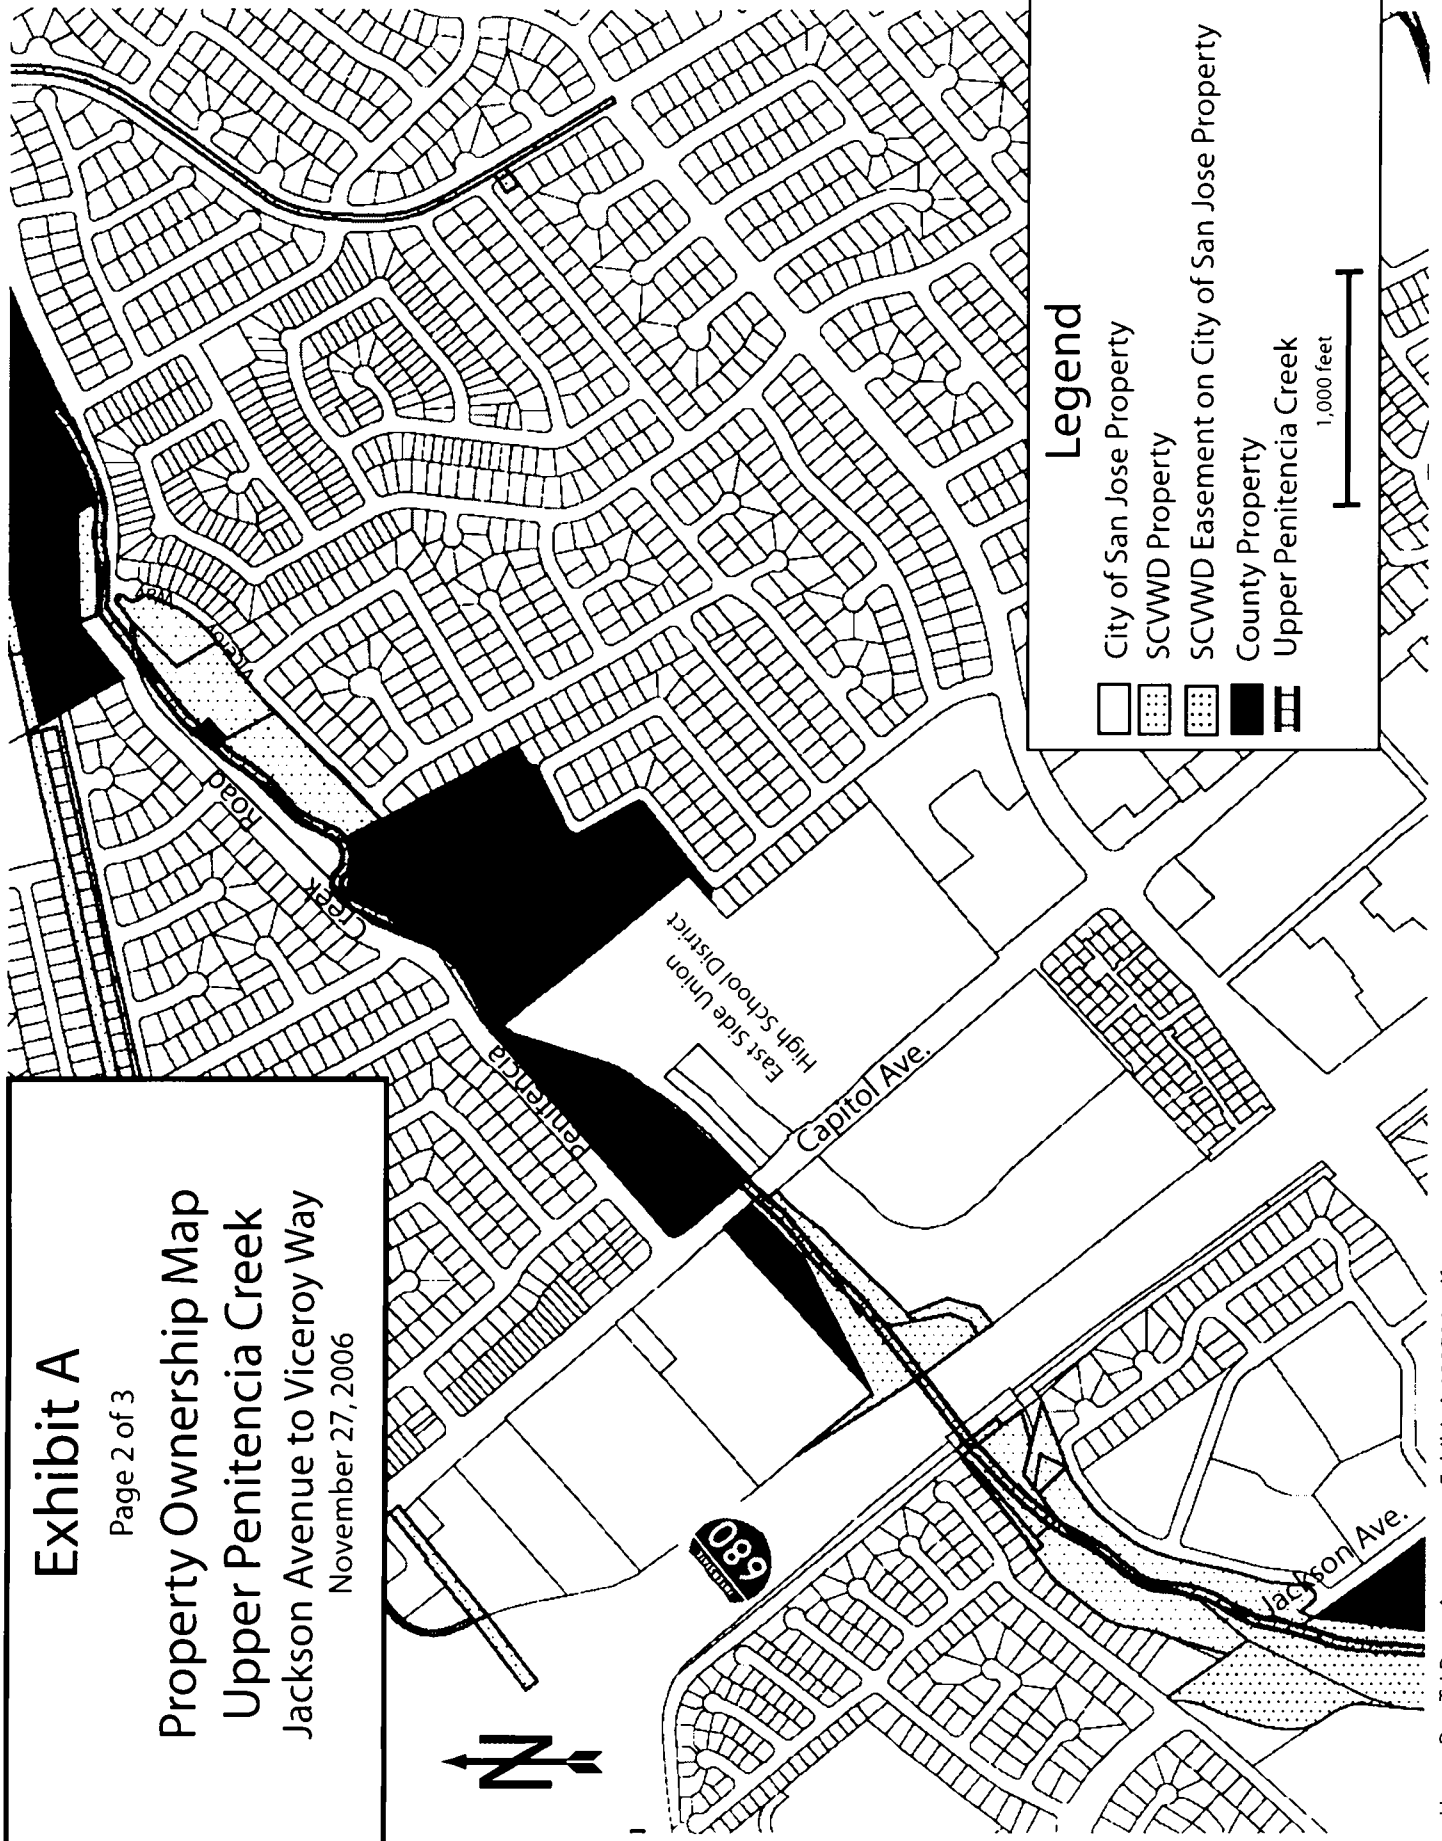 Exhibit A
Page 2 of 3
Property Ownership Map
Upper Penitencia Creek
Jackson Avenue to Viceroy Way
November 27, 2006
N
680
Penitencia
Creek
Road
Viceroy
Way
East Side Union
High School District
Capitol Ave.
Jackson Ave.
Legend
City of San Jose Property
SCVWD Property
SCVWD Easement on City of San Jose Property
County Property
Upper Penitencia Creek
1,000 feet